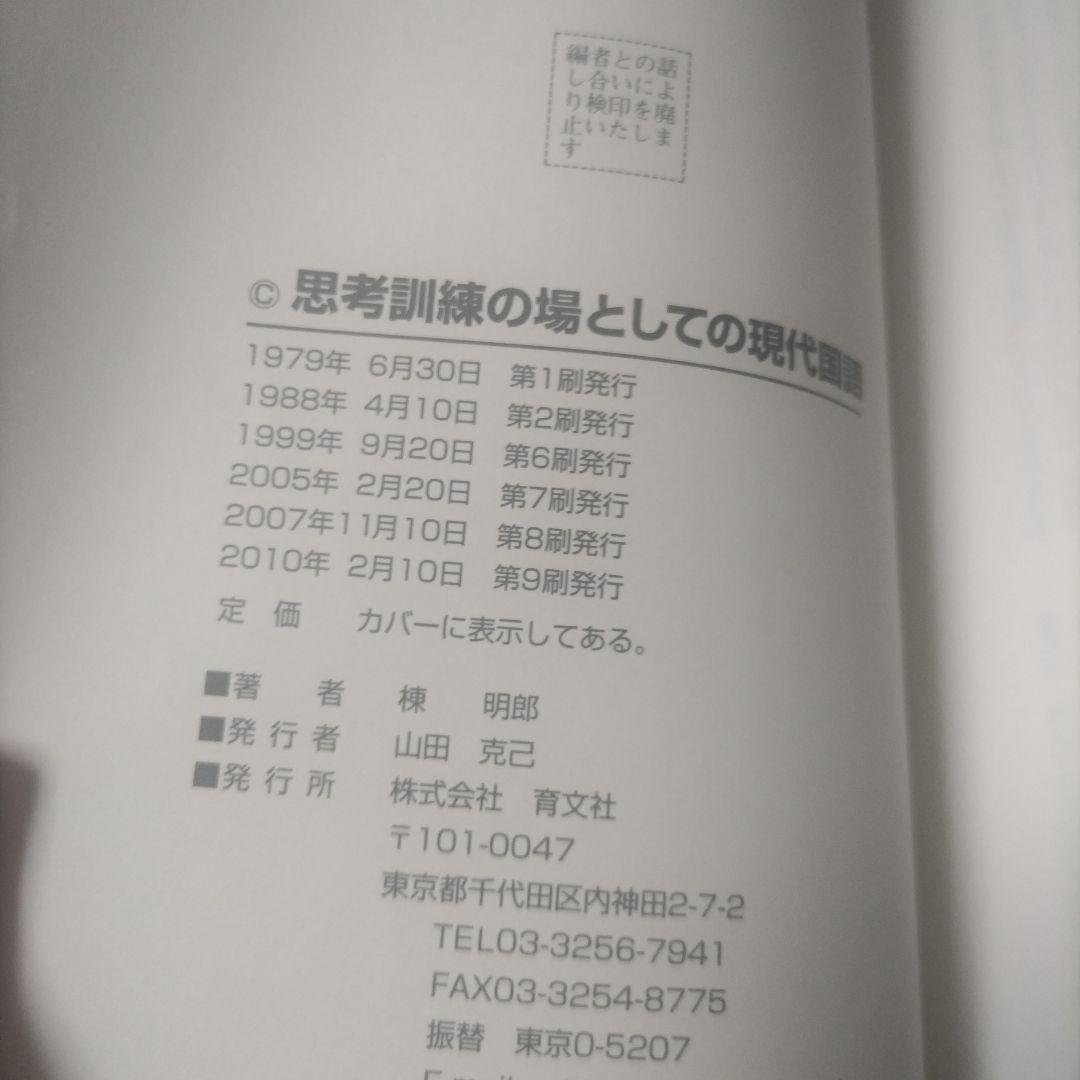 編者との話
し合いによ
り検印を廃
止いたしま
す
© 思考訓練の場としての現代国語
1979年 6月30日 第1刷発行
1988年 4月10日 第2刷発行
1999年 9月20日 第6刷発行
2005年 2月20日 第7刷発行
2007年11月10日 第8刷発行
2010年 2月10日 第9刷発行
定 価 カバーに表示してある。
■著 者 棟 明郎
■発 行 者 山田 克己
■発 行 所 株式会社 育文社
〒101-0047
東京都千代田区内神田2-7-2
TEL03-3256-7941
FAX03-3254-8775
振替 東京0-5207